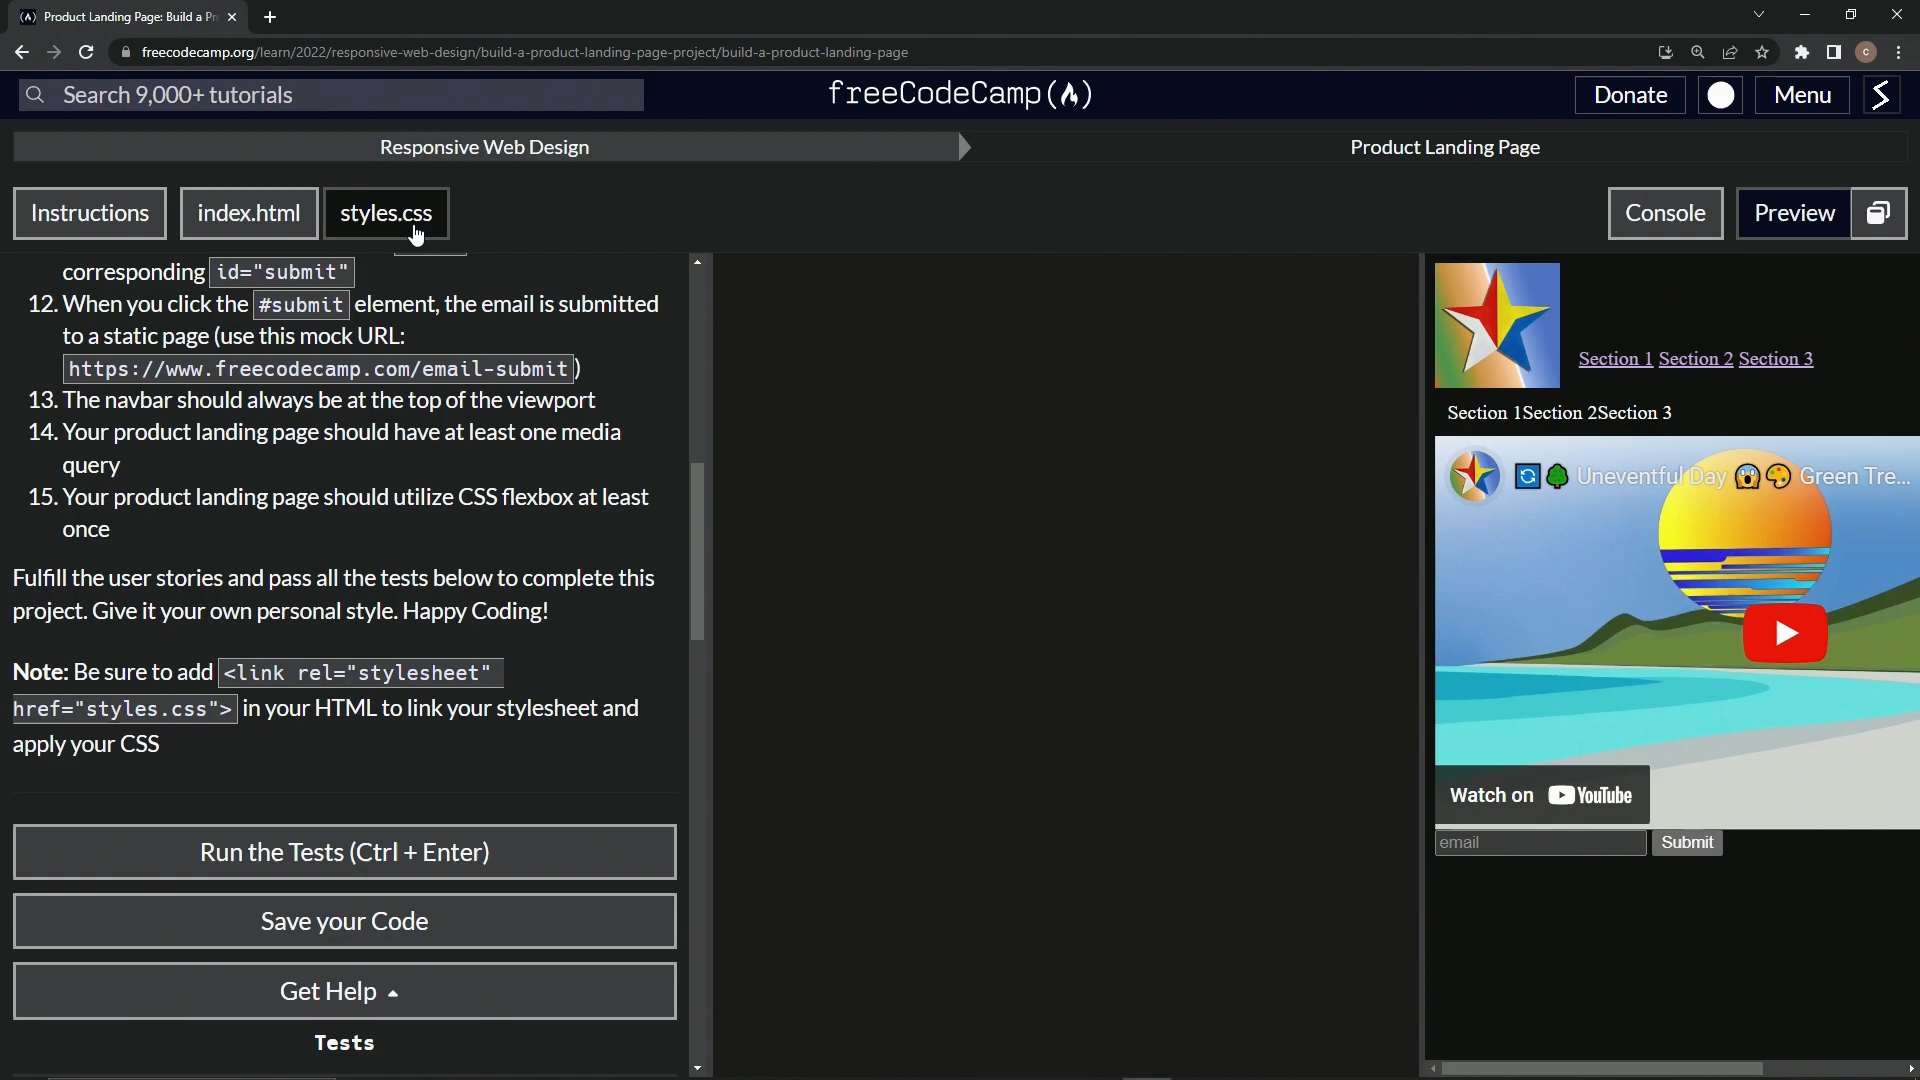 Product Landing Page: Build a Pr
freecodecamp.org/learn/2022/responsive-web-design/build-a-product-landing-page-project/build-a-product-landing-page
c
Search 9,000+ tutorials
freeCodeCamp
Donate
Menu
Responsive Web Design
Product Landing Page
Instructions
index.html
styles.css
Console
Preview
corresponding id="submit"
12. When you click the #submit element, the email is submitted
to a static page (use this mock URL:
https://www.freecodecamp.com/email-submit)
13. The navbar should always be at the top of the viewport
14. Your product landing page should have at least one media
query
15. Your product landing page should utilize CSS flexbox at least
once
Fulfill the user stories and pass all the tests below to complete this
project. Give it your own personal style. Happy Coding!
Note: Be sure to add <link rel="stylesheet"
href="styles.css"> in your HTML to link your stylesheet and
apply your CSS
Run the Tests (Ctrl + Enter)
Save your Code
Get Help
Tests
Section 1 Section 2 Section 3
Section 1Section 2Section 3
Uneventful Day 😱🎨 Green Tre...
Watch on YouTube
email
Submit